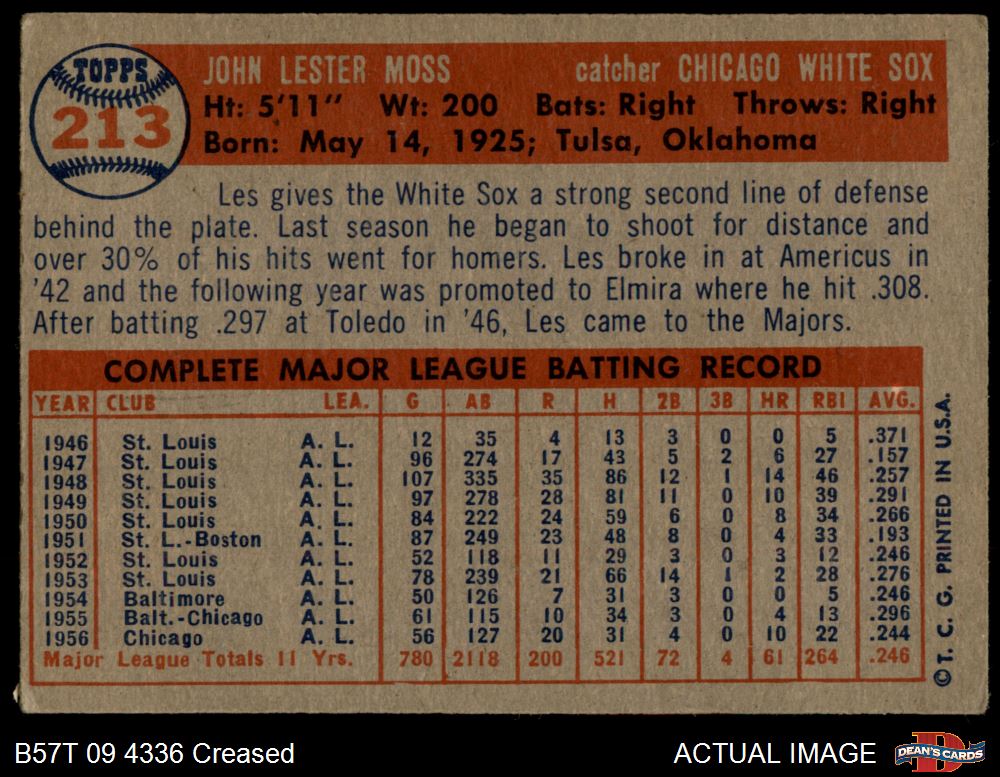 TOPPS
213
JOHN LESTER MOSS catcher CHICAGO WHITE SOX
Ht: 5'11" Wt: 200 Bats: Right Throws: Right
Born: May 14, 1925; Tulsa, Oklahoma
Les gives the White Sox a strong second line of defense
behind the plate. Last season he began to shoot for distance and
over 30% of his hits went for homers. Les broke in at Americus in
'42 and the following year was promoted to Elmira where he hit .308.
After batting .297 at Toledo in '46, Les came to the Majors.
COMPLETE MAJOR LEAGUE BATTING RECORD
YEAR CLUB LEA. G AB R H 2B 3B HR RBI AVG.
1946 St. Louis A. L. 12 35 4 13 3 0 0 5 .371
1947 St. Louis A. L. 96 274 17 43 5 2 6 27 .157
1948 St. Louis A. L. 107 335 35 86 12 1 14 46 .257
1949 St. Louis A. L. 97 278 28 81 11 0 10 39 .291
1950 St. Louis A. L. 84 222 24 59 6 0 8 34 .266
1951 St. L.-Boston A. L. 87 249 23 48 8 0 4 33 .193
1952 St. Louis A. L. 52 118 11 29 3 0 3 12 .246
1953 St. Louis A. L. 78 239 21 66 14 1 2 28 .276
1954 Baltimore A. L. 50 126 7 31 3 0 0 5 .246
1955 Balt.-Chicago A. L. 61 115 10 34 3 0 4 13 .296
1956 Chicago A. L. 56 127 20 31 4 0 10 22 .244
Major League Totals 11 Yrs. 780 2118 200 521 72 4 61 264 .246
© T. C. G. PRINTED IN U.S.A.
B57T 09 4336 Creased
ACTUAL IMAGE
DEAN'S CARDS